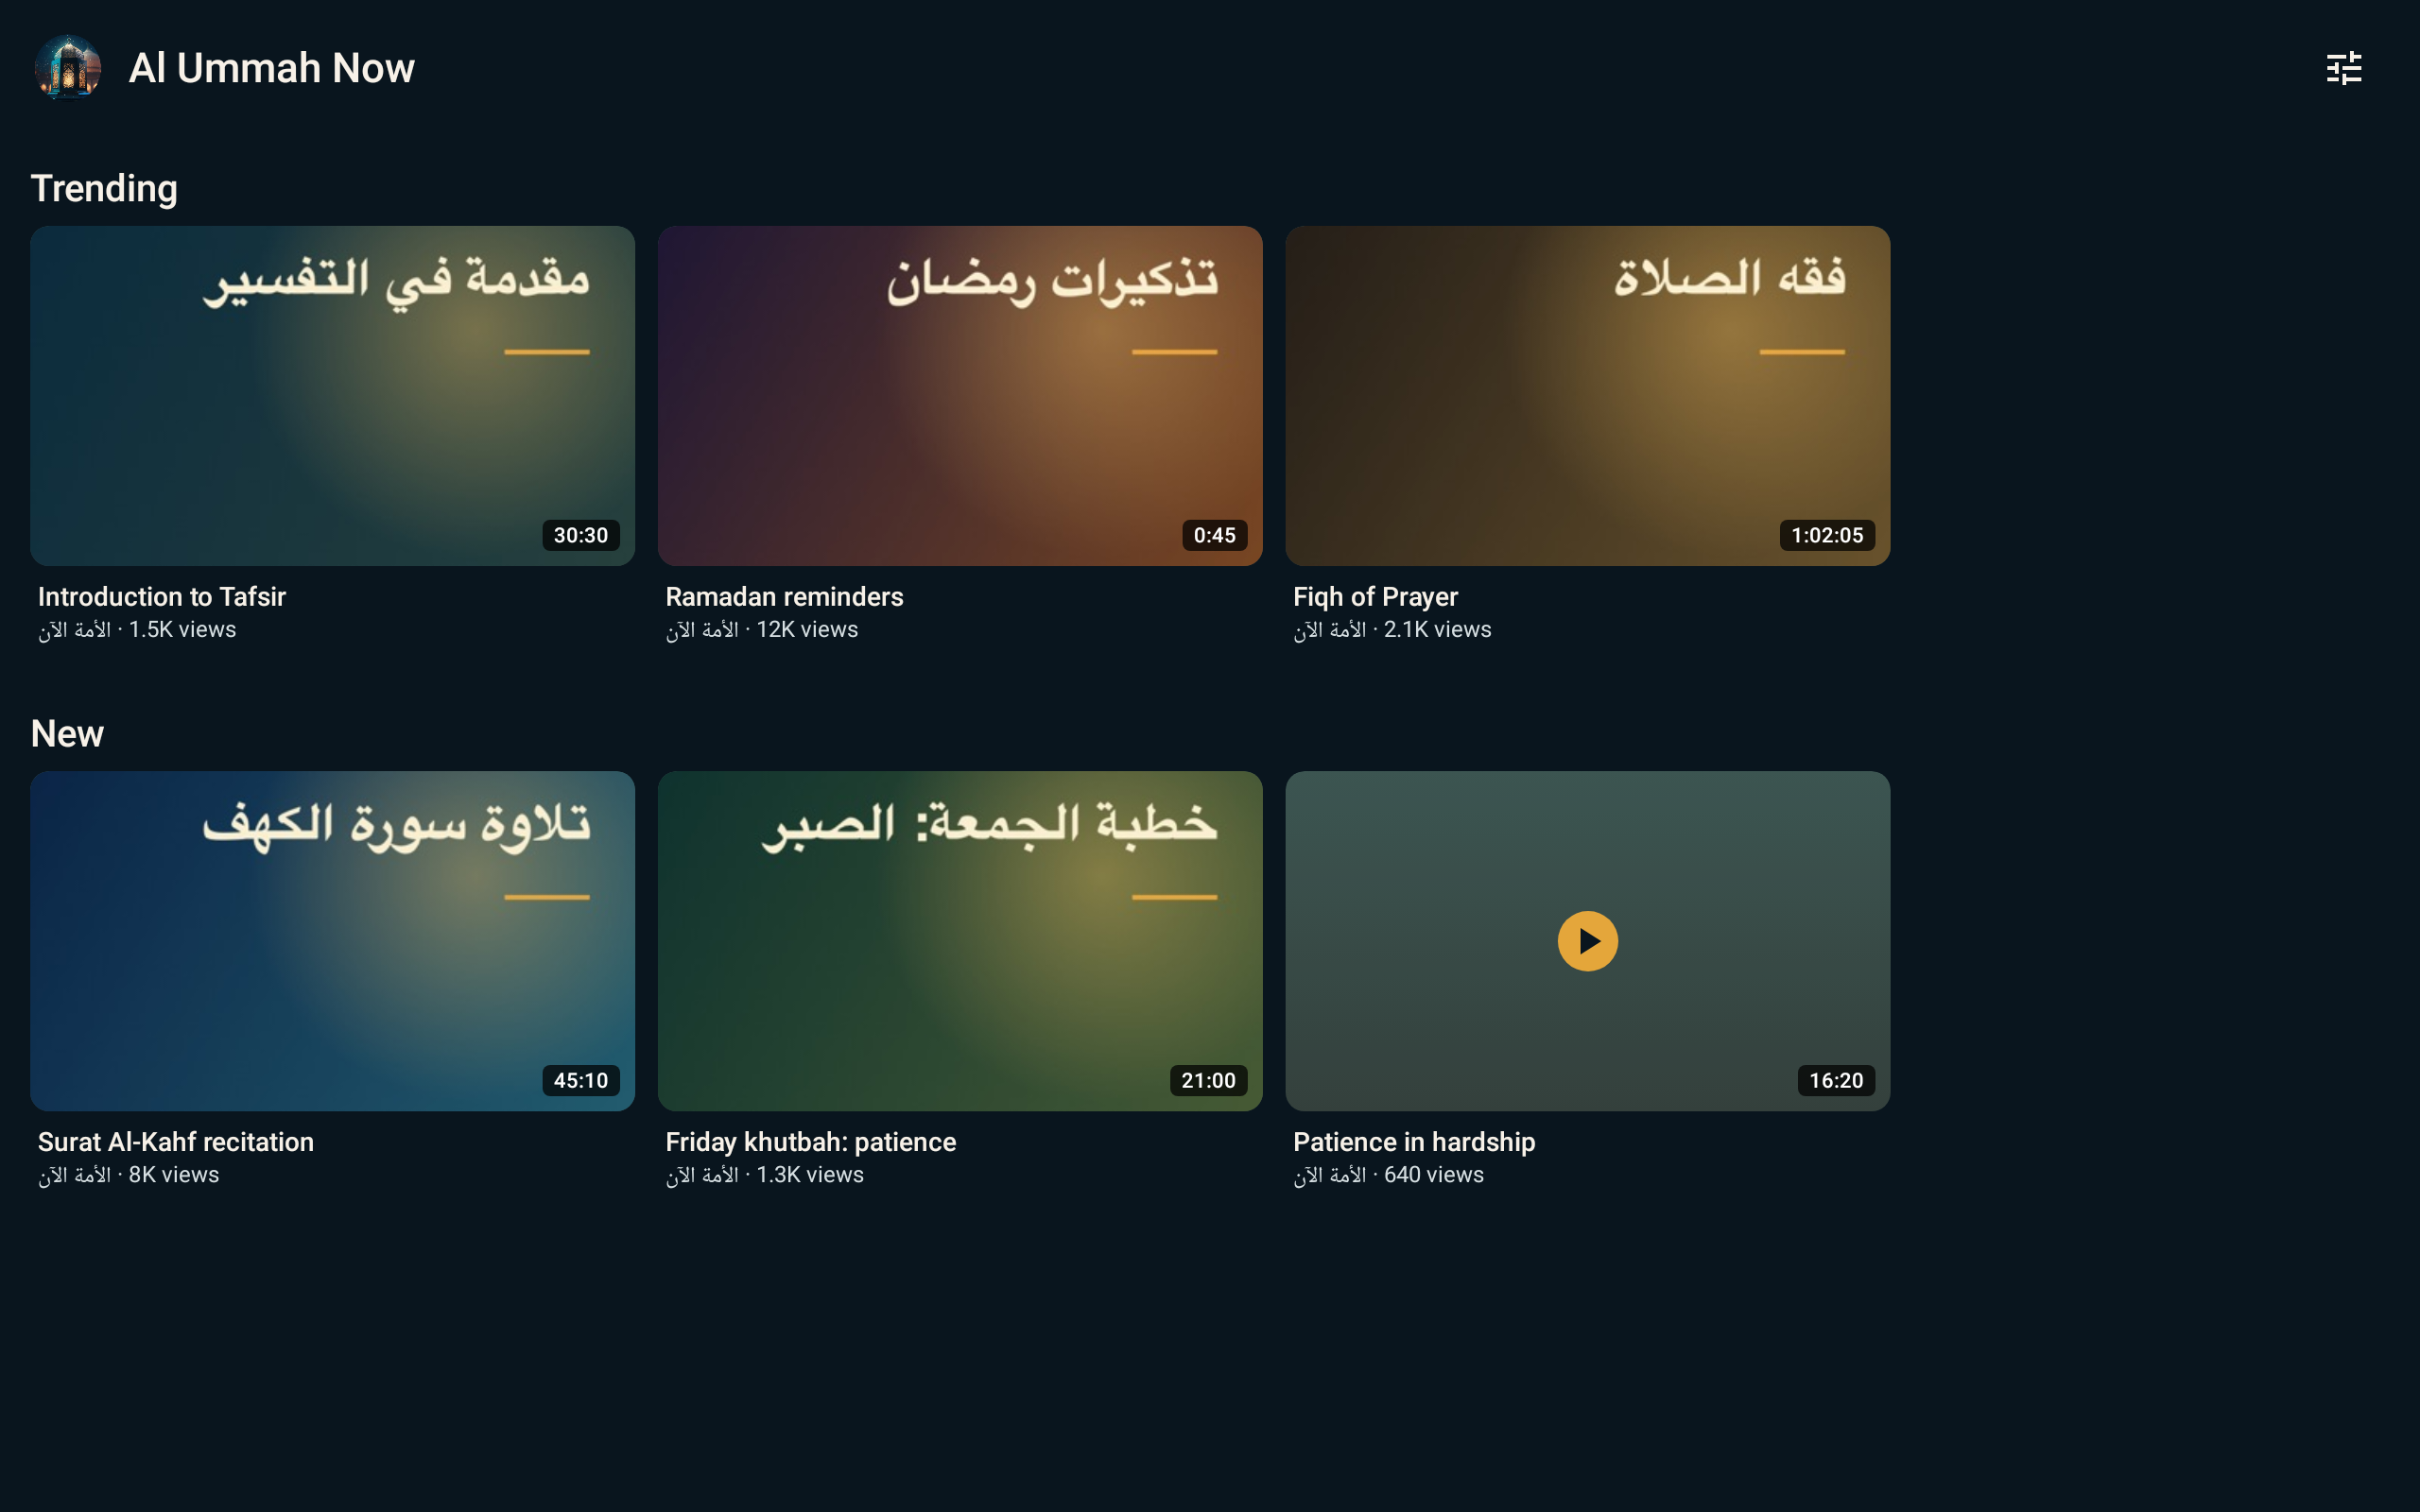 Al Ummah Now
Trending
مقدمة في التفسير
30:30
Introduction to Tafsir
الأمة الآن · 1.5K views
تذكيرات رمضان
0:45
Ramadan reminders
الأمة الآن · 12K views
فقه الصلاة
1:02:05
Fiqh of Prayer
الأمة الآن · 2.1K views
New
تلاوة سورة الكهف
45:10
Surat Al-Kahf recitation
الأمة الآن · 8K views
خطبة الجمعة: الصبر
21:00
Friday khutbah: patience
الأمة الآن · 1.3K views
16:20
Patience in hardship
الأمة الآن · 640 views